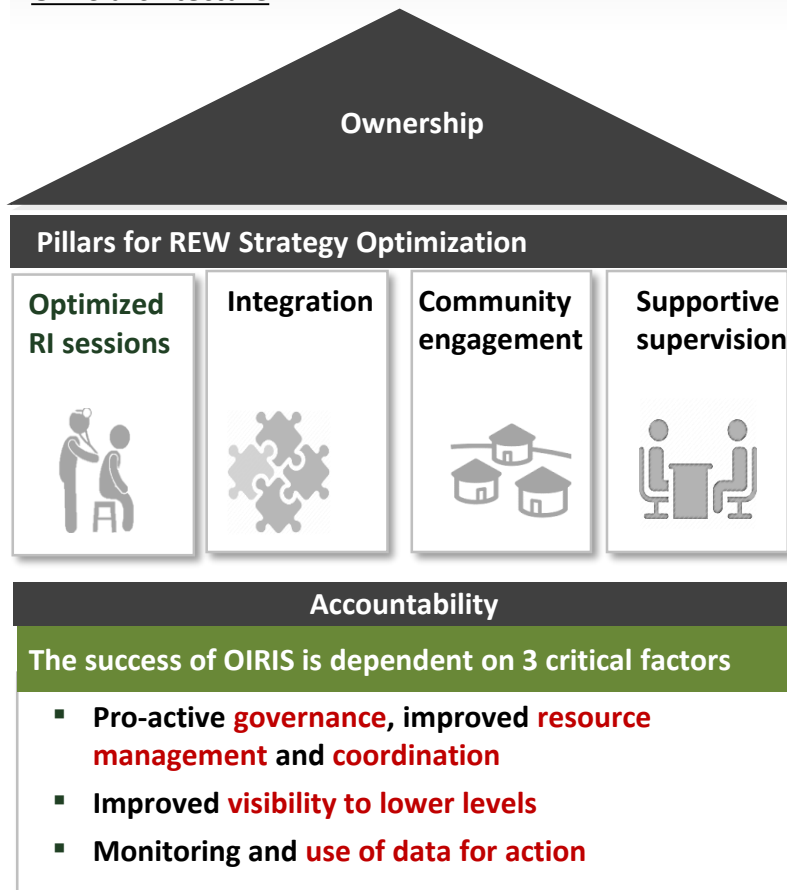 Ownership
Pillars for REW Strategy Optimization
Optimized
RI sessions
Integration
Community
engagement
Supportive
supervision
Accountability
The success of OIRIS is dependent on 3 critical factors
▪ Pro-active governance, improved resource
management and coordination
▪ Improved visibility to lower levels
▪ Monitoring and use of data for action